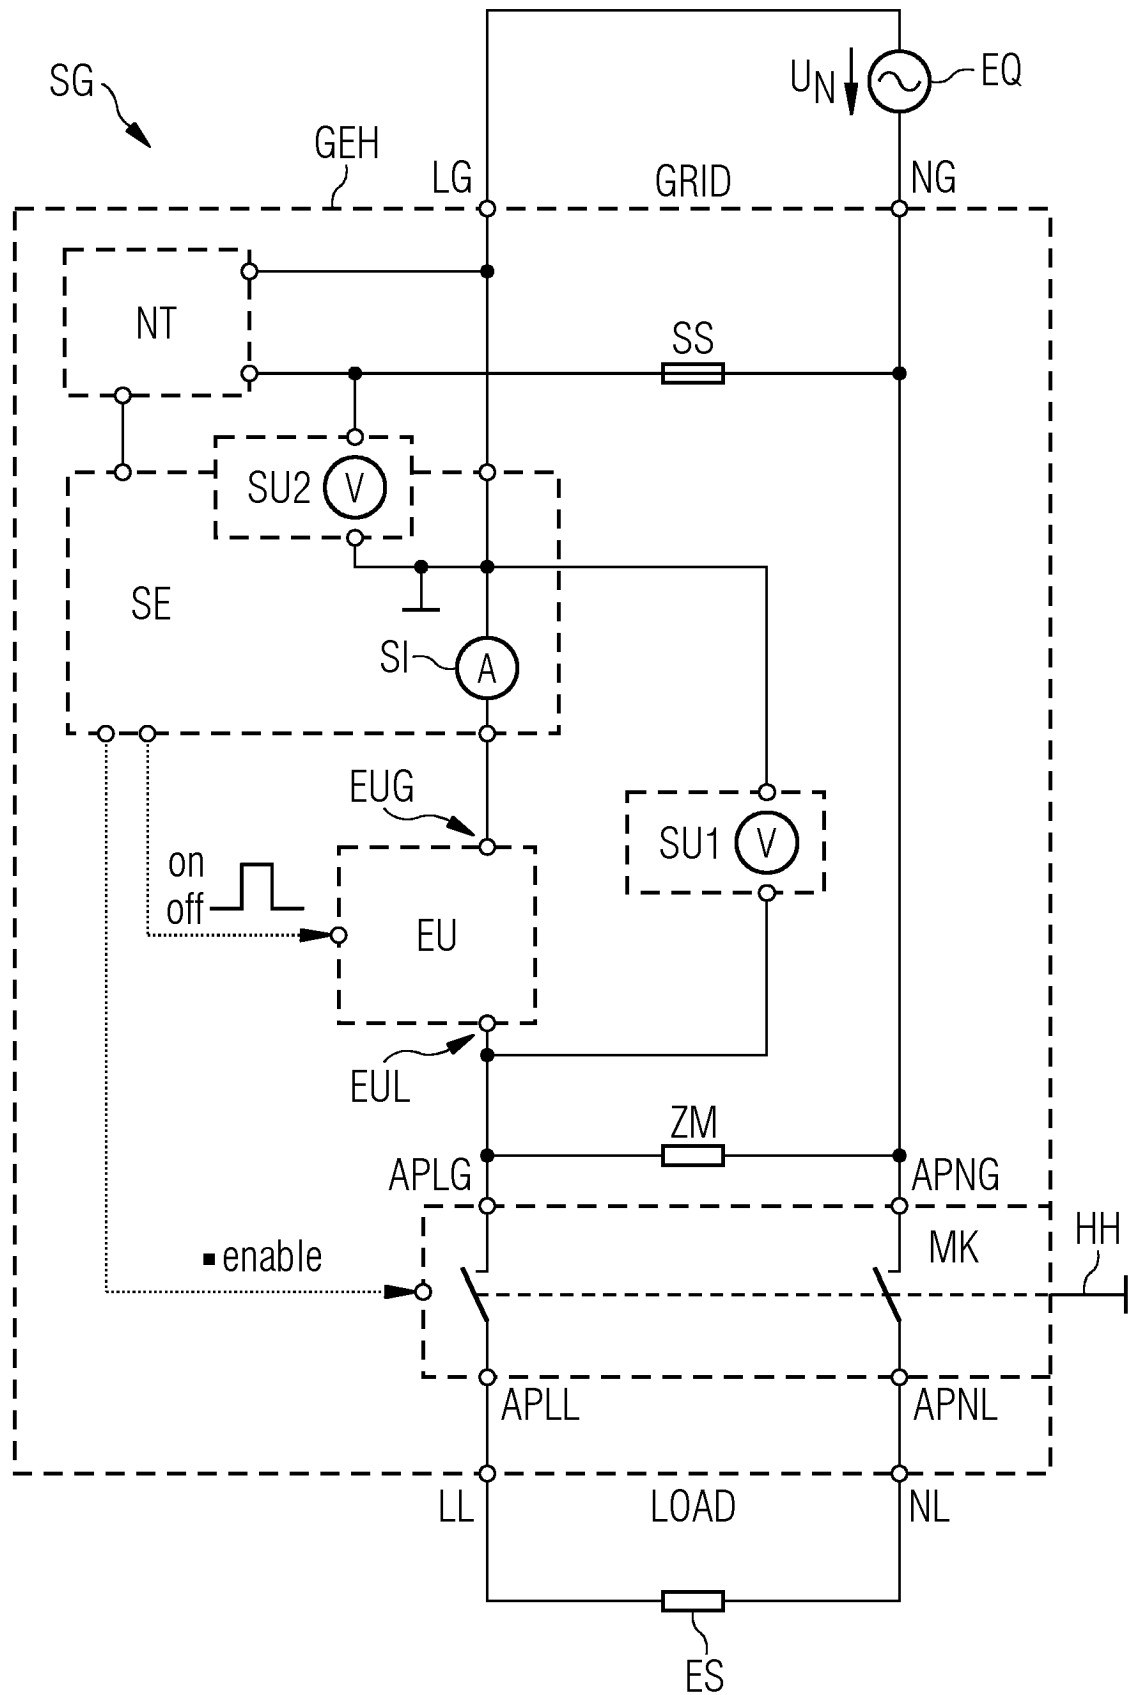 SG
U_N
EQ
GEH
LG
GRID
NG
NT
SS
SU2
V
SE
SI
A
EUG
SU1
V
on
off
EU
EUL
ZM
APLG
APNG
MK
HH
▪ enable
APLL
APNL
LL
LOAD
NL
ES